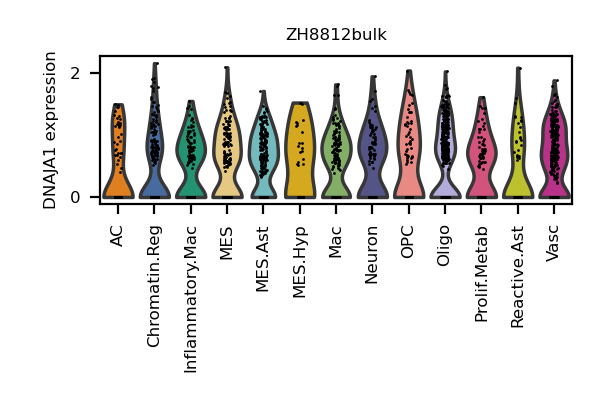 ZH8812bulk
DNAJA1 expression
2
0
AC
Chromatin.Reg
Inflammatory.Mac
MES
MES.Ast
MES.Hyp
Mac
Neuron
OPC
Oligo
Prolif.Metab
Reactive.Ast
Vasc